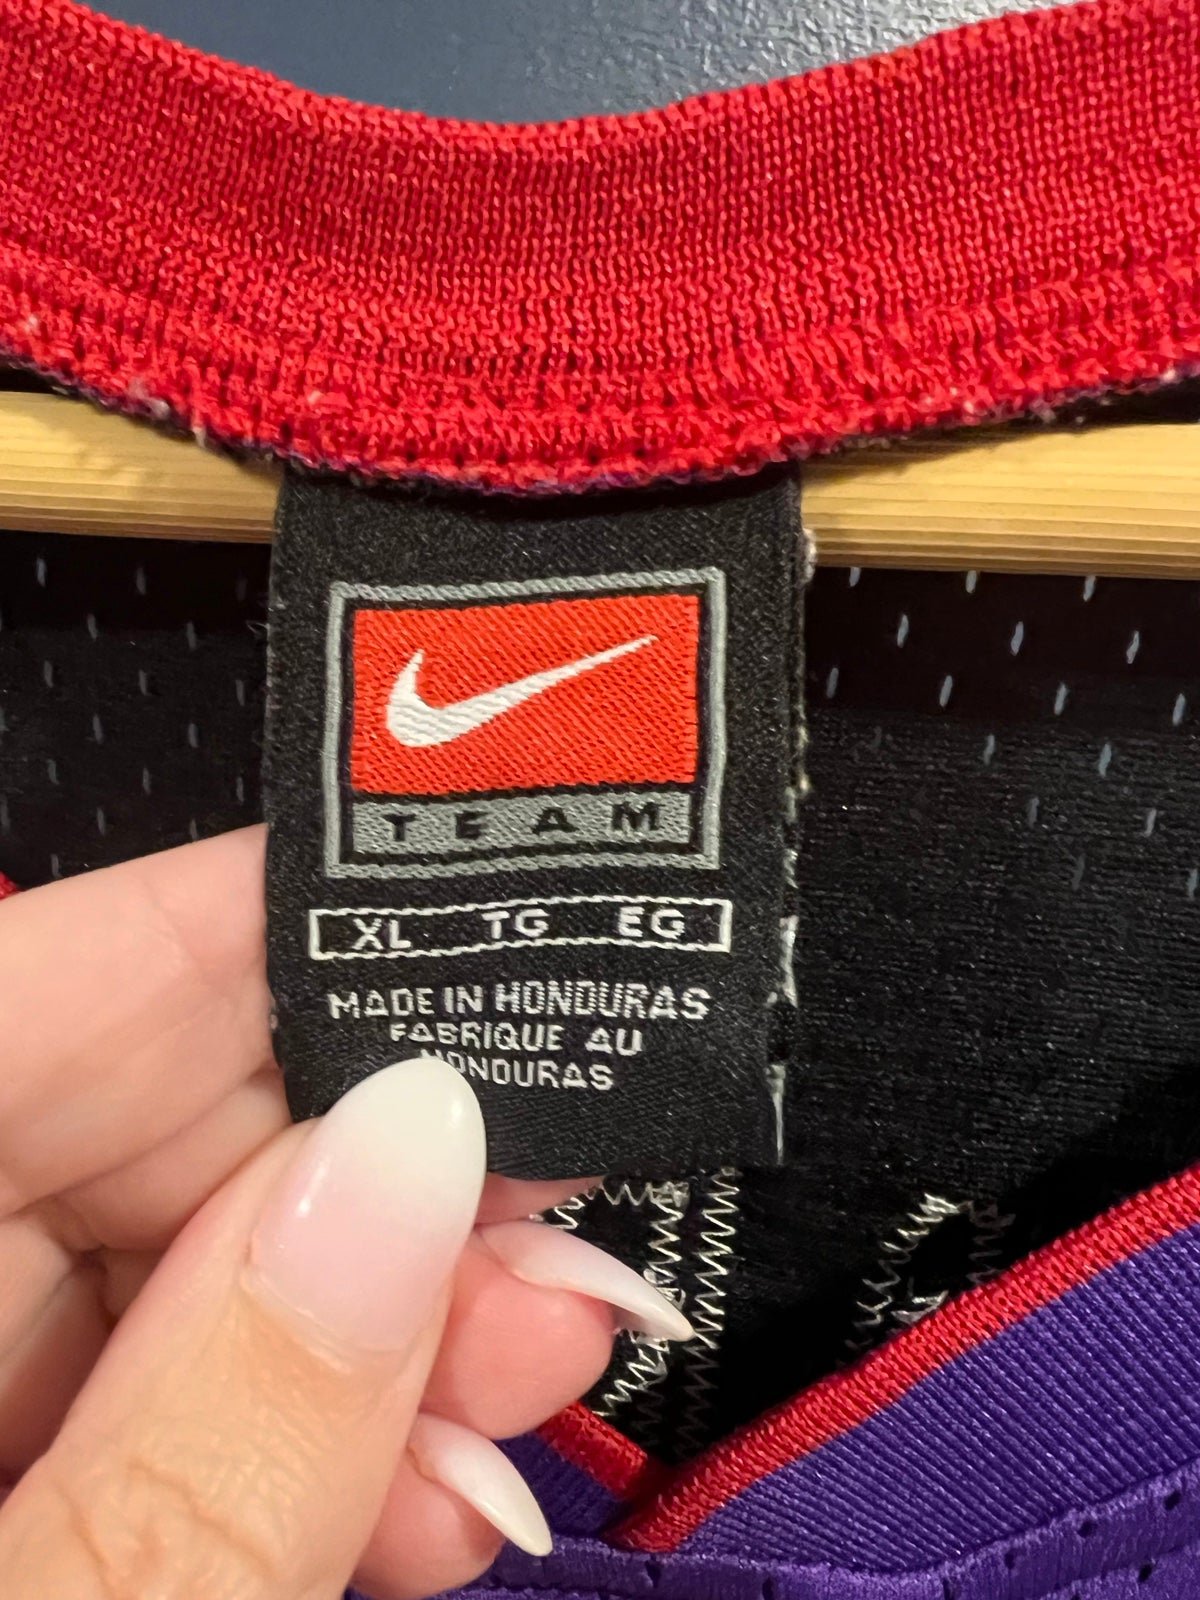 TEAM
XL TG EG
MADE IN HONDURAS
FABRIQUE AU
HONDURAS